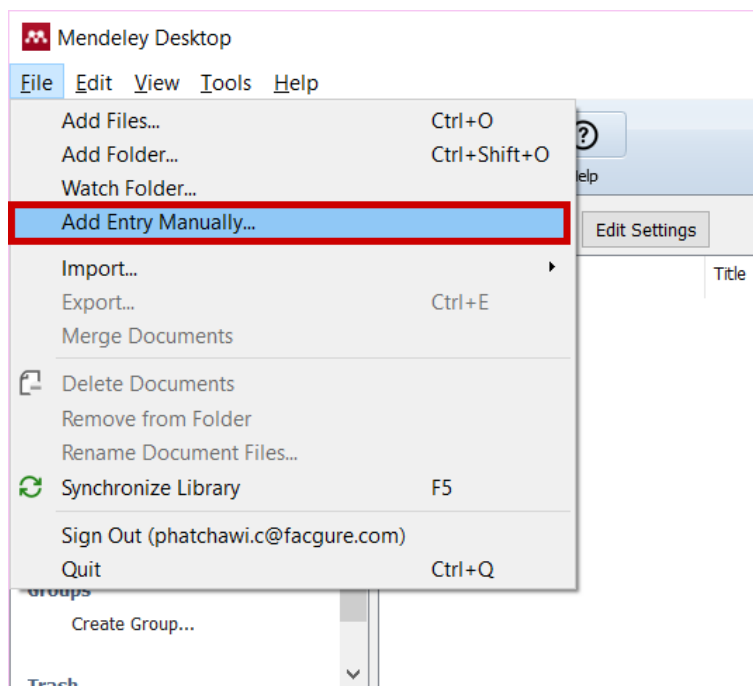 Mendeley Desktop
File Edit View Tools Help
Add Files... Ctrl+O
Add Folder... Ctrl+Shift+O
Watch Folder...
Add Entry Manually...
Import...
Export... Ctrl+E
Merge Documents
Delete Documents
Remove from Folder
Rename Document Files...
Synchronize Library F5
Sign Out (phatchawi.c@facgure.com)
Quit Ctrl+Q
elp
Edit Settings
Title
Groups
Create Group...
Trash